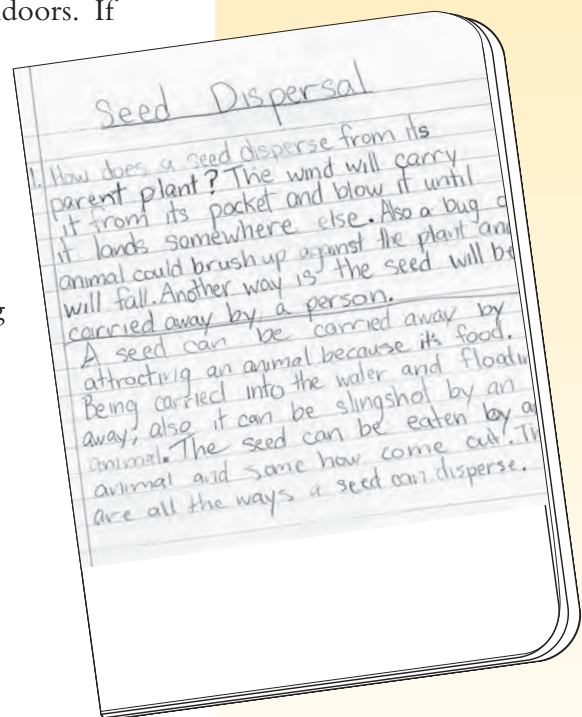 doors. If
g
Seed Dispersal
1. How does a seed disperse from its
parent plant? The wind will carry
it from its pocket and blow it until
it lands somewhere else. Also a bug
animal could brush up against the plant and
will fall. Another way is the seed will be
carried away by a person.
A seed can be carried away by
attracting an animal because its food.
Being carried into the water and floatin
away, also it can be slingshot by an
animal. The seed can be eaten by a
animal and some how come out. Th
are all the ways a seed can disperse.